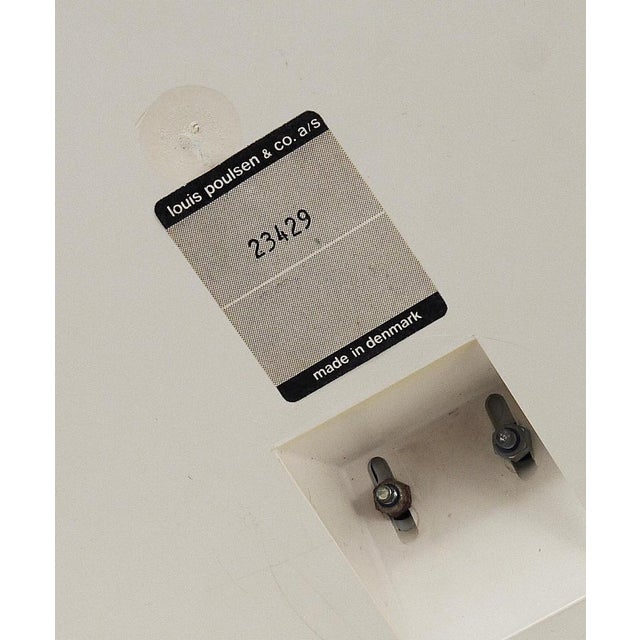 louis poulsen & co. a/s
23429
made in denmark